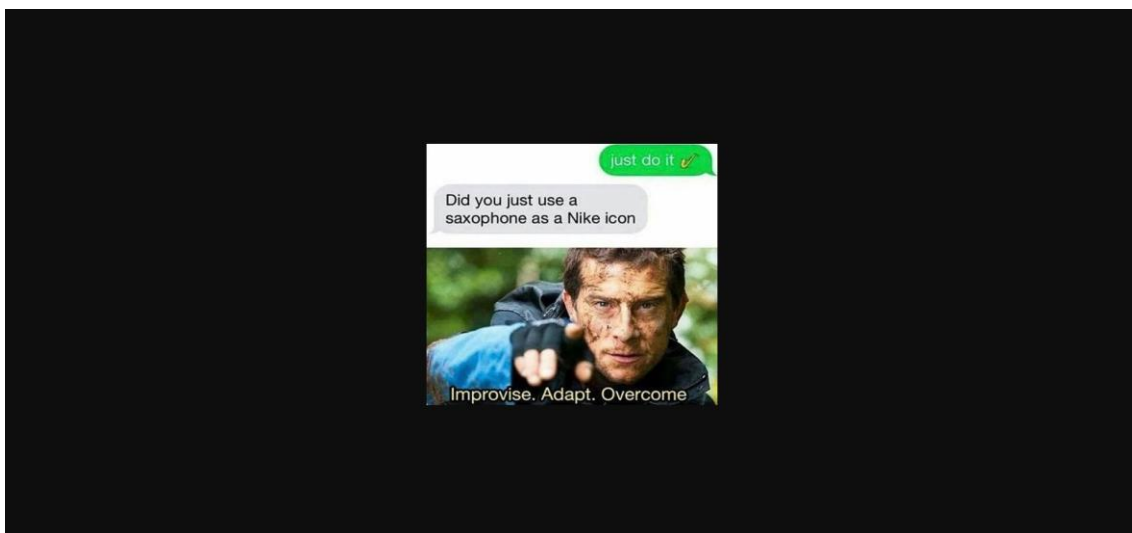 just do it 🎷
Did you just use a
saxophone as a Nike icon
Improvise. Adapt. Overcome